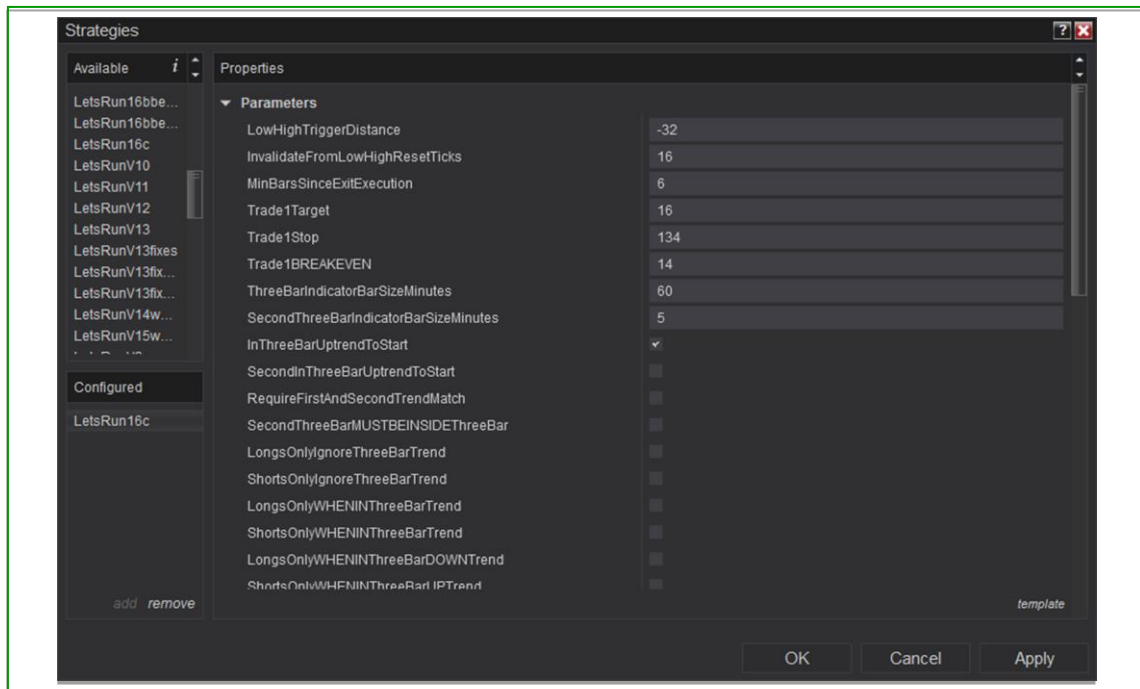 Strategies
Available i
LetsRun16bbe...
LetsRun16bbe...
LetsRun16c
LetsRunV10
LetsRunV11
LetsRunV12
LetsRunV13
LetsRunV13fixes
LetsRunV13fix...
LetsRunV13fix...
LetsRunV14w...
LetsRunV15w...
Configured
LetsRun16c
add remove
Properties
Parameters
LowHighTriggerDistance -32
InvalidateFromLowHighResetTicks 16
MinBarsSinceExitExecution 6
Trade1Target 16
Trade1Stop 134
Trade1BREAKEVEN 14
ThreeBarIndicatorBarSizeMinutes 60
SecondThreeBarIndicatorBarSizeMinutes 5
InThreeBarUptrendToStart
SecondInThreeBarUptrendToStart
RequireFirstAndSecondTrendMatch
SecondThreeBarMUSTBEINSIDEThreeBar
LongsOnlyIgnoreThreeBarTrend
ShortsOnlyIgnoreThreeBarTrend
LongsOnlyWHENINThreeBarTrend
ShortsOnlyWHENINThreeBarTrend
LongsOnlyWHENINThreeBarDOWNTrend
ShortsOnlyWHENINThreeBarUPTrend
template
OK Cancel Apply